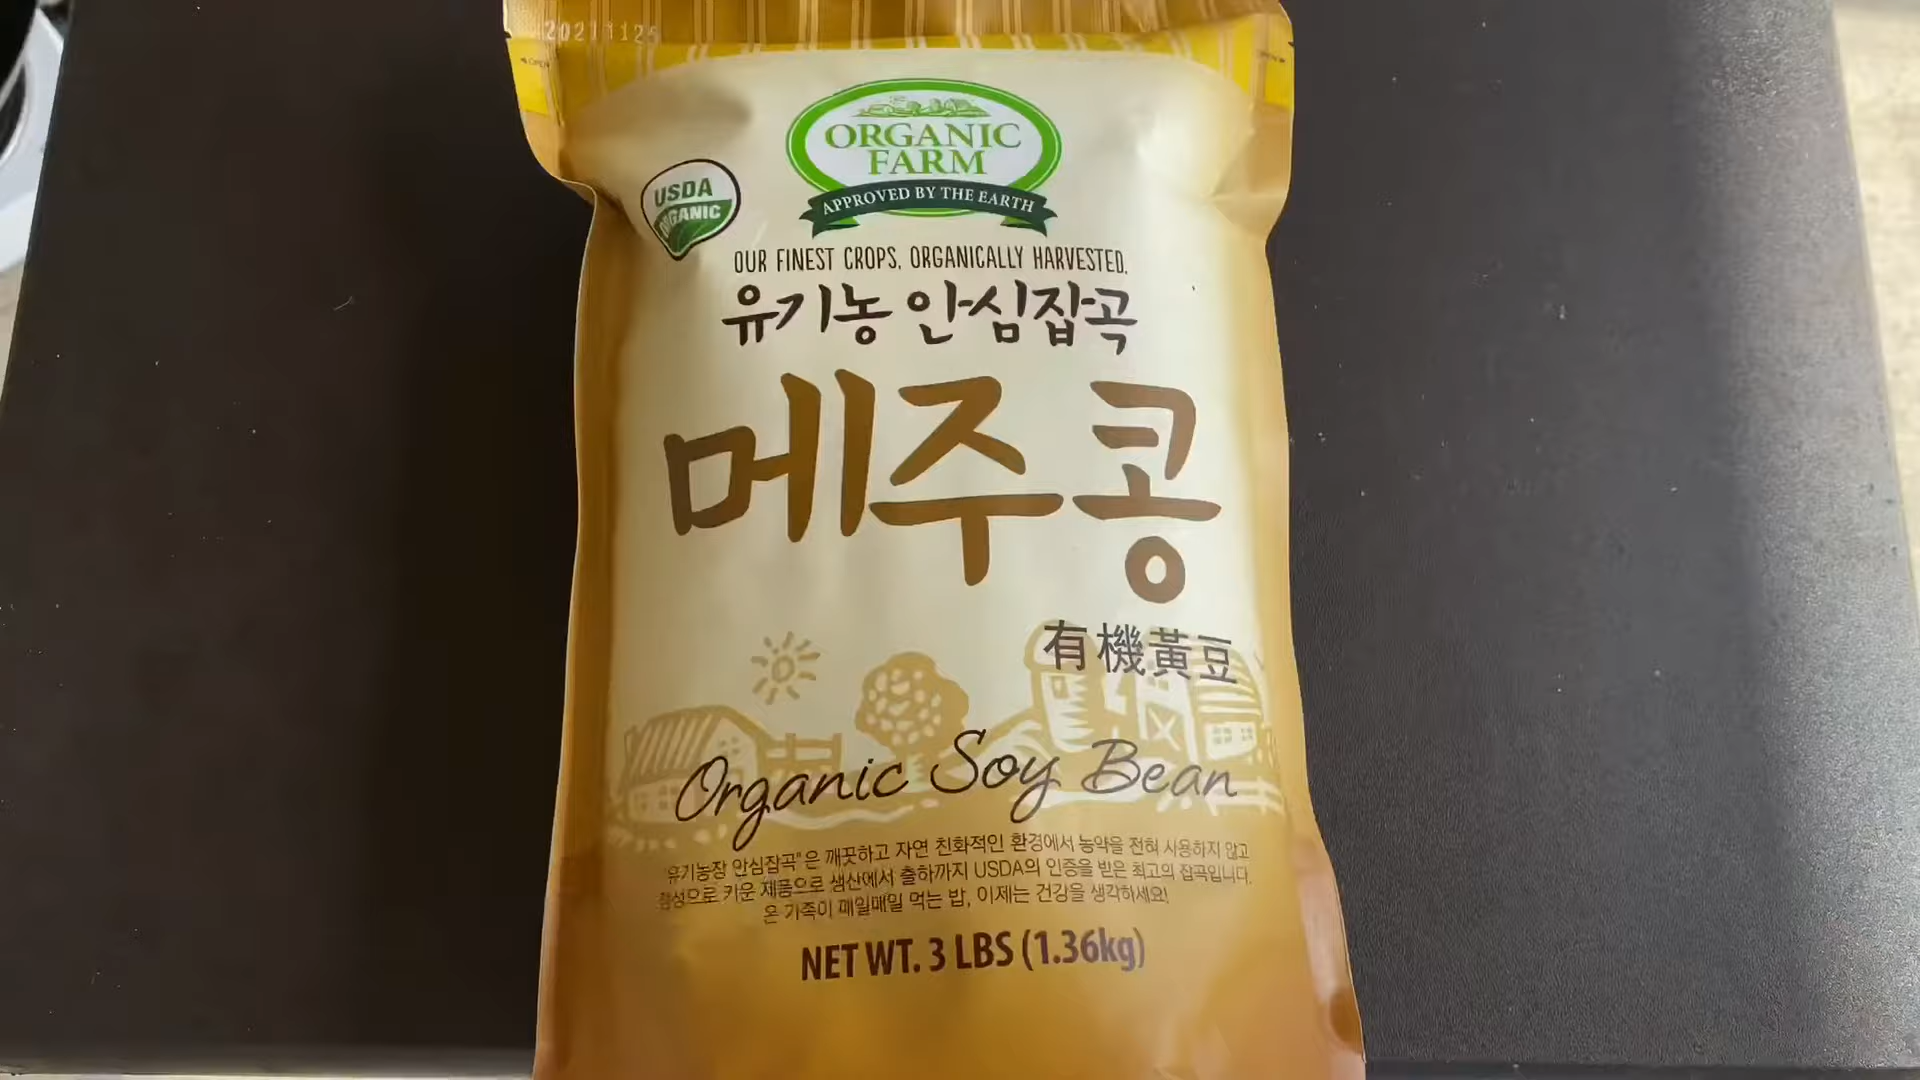 20211125
ORGANIC
FARM
APPROVED BY THE EARTH
USDA
ORGANIC
OUR FINEST CROPS, ORGANICALLY HARVESTED.
유기농 안심잡곡
메주콩
有機黃豆
Organic Soy Bean
"유기농장 안심잡곡"은 깨끗하고 자연 친화적인 환경에서 농약을 전혀 사용하지 않고
정성으로 키운 제품으로 생산에서 출하까지 USDA의 인증을 받은 최고의 잡곡입니다.
온 가족이 매일매일 먹는 밥, 이제는 건강을 생각하세요!
NET WT. 3 LBS (1.36kg)